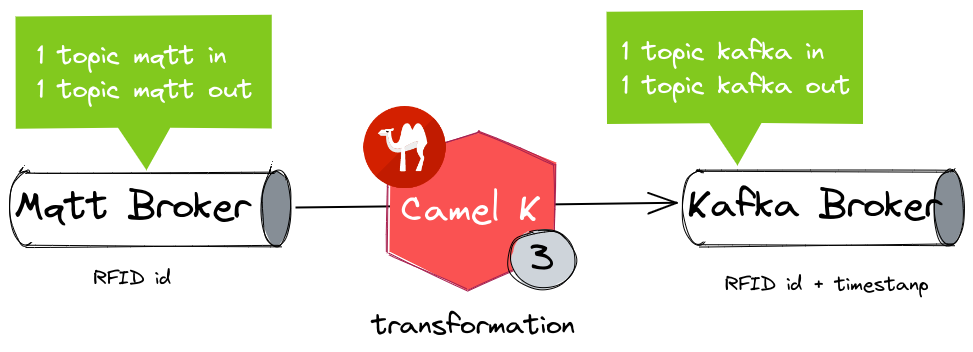 1 topic mqtt in
1 topic mqtt out
1 topic kafka in
1 topic kafka out
Mqtt Broker
Camel K
3
Kafka Broker
RFID id
RFID id + timestanp
transformation